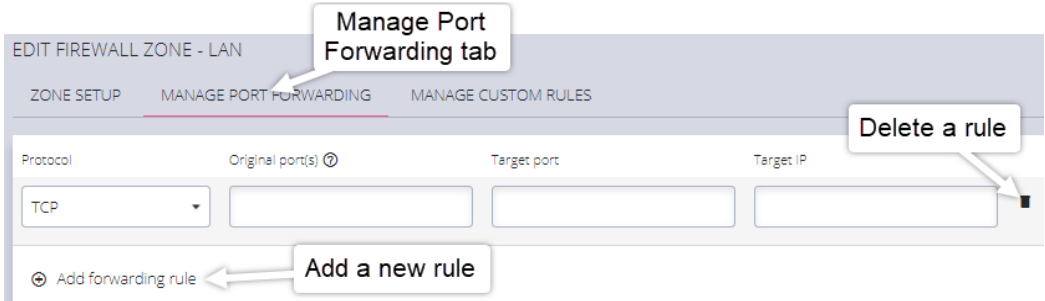 Manage Port
Forwarding tab
EDIT FIREWALL ZONE - LAN
ZONE SETUP MANAGE PORT FORWARDING MANAGE CUSTOM RULES
Delete a rule
Protocol Original port(s) Target port Target IP
TCP
Add forwarding rule
Add a new rule